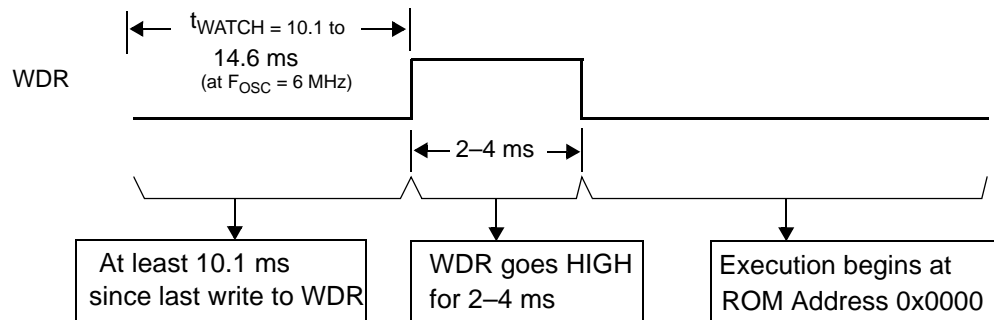 tWATCH = 10.1 to
14.6 ms
(at FOSC = 6 MHz)
WDR
2–4 ms
At least 10.1 ms
since last write to WDR
WDR goes HIGH
for 2–4 ms
Execution begins at
ROM Address 0x0000